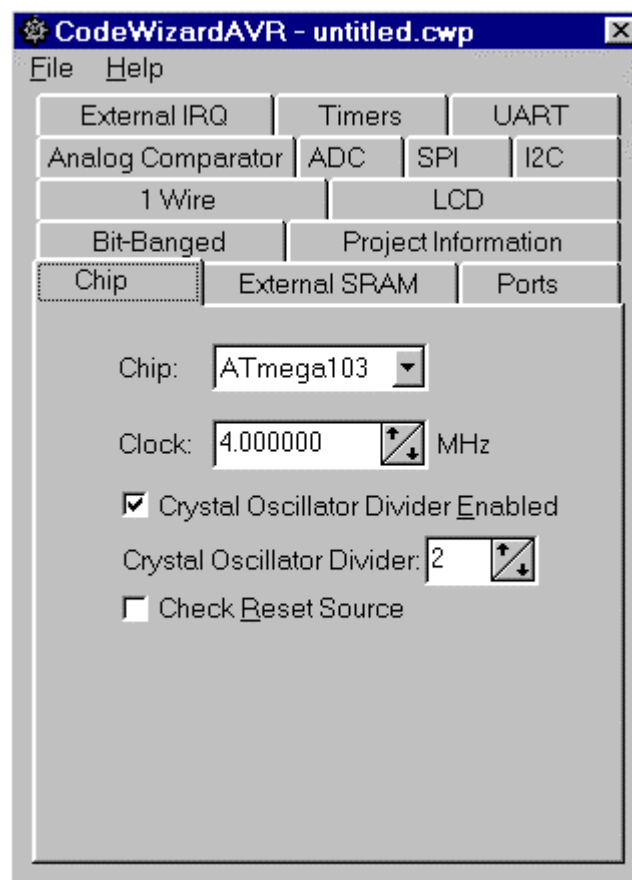 CodeWizardAVR - untitled.cwp
File Help
External IRQ Timers UART
Analog Comparator ADC SPI I2C
1 Wire LCD
Bit-Banged Project Information
Chip External SRAM Ports
Chip: ATmega103
Clock: 4.000000 MHz
Crystal Oscillator Divider Enabled
Crystal Oscillator Divider: 2
Check Reset Source